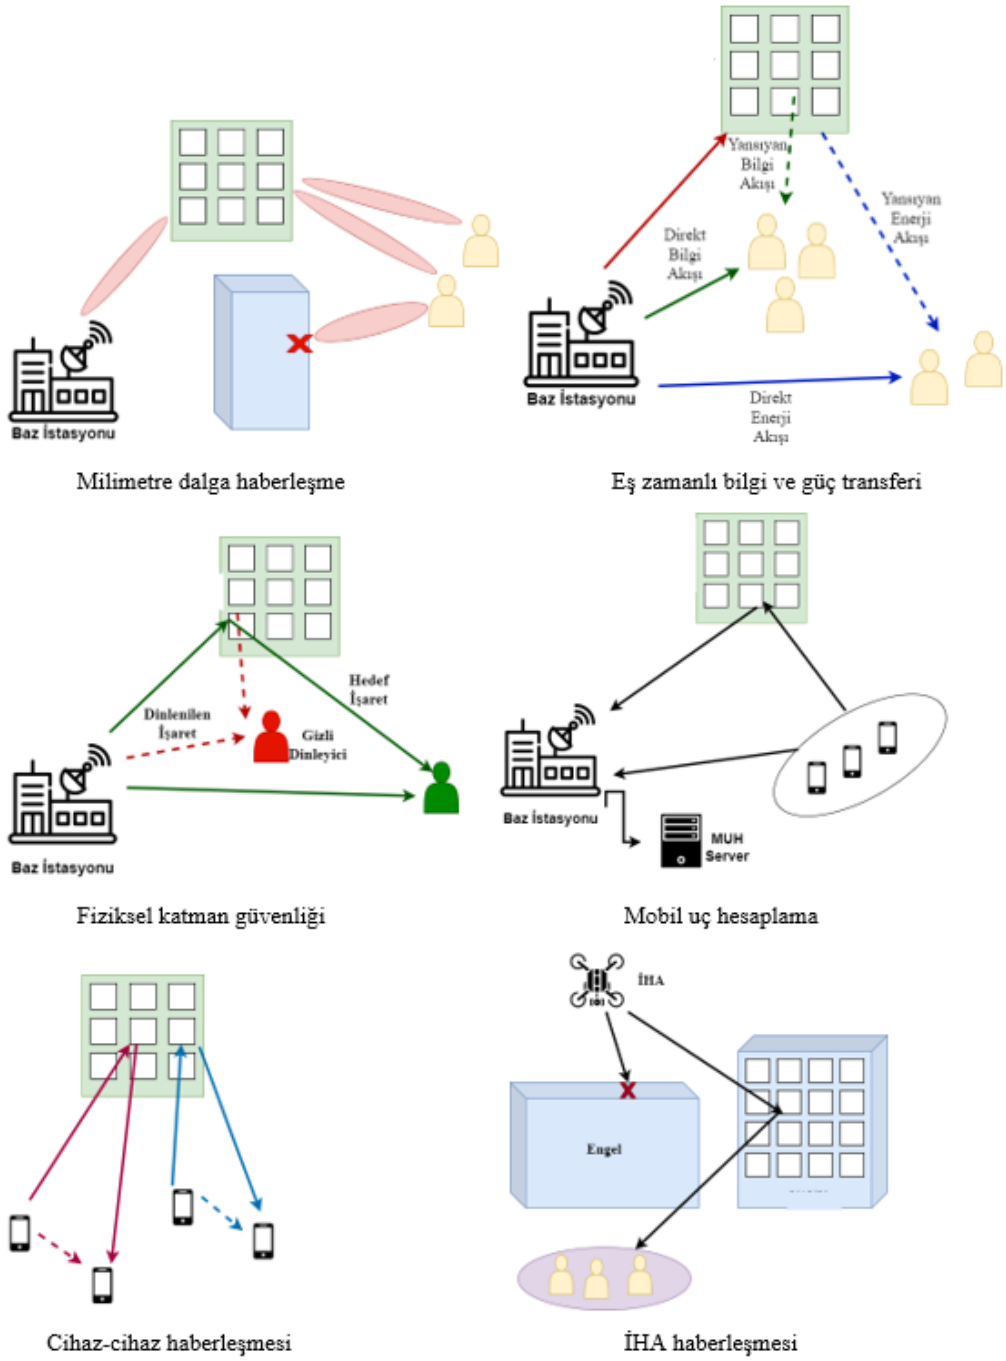 Baz İstasyonu
Milimetre dalga haberleşme
Yansıyan
Bilgi
Akışı
Yansıyan
Enerji
Akışı
Direkt
Bilgi
Akışı
Baz İstasyonu
Direkt
Enerji
Akışı
Eş zamanlı bilgi ve güç transferi
Hedef
İşaret
Dinlenilen
İşaret
Gizli
Dinleyici
Baz İstasyonu
Fiziksel katman güvenliği
Baz İstasyonu
MUH
Server
Mobil uç hesaplama
Cihaz-cihaz haberleşmesi
İHA
Engel
İHA haberleşmesi